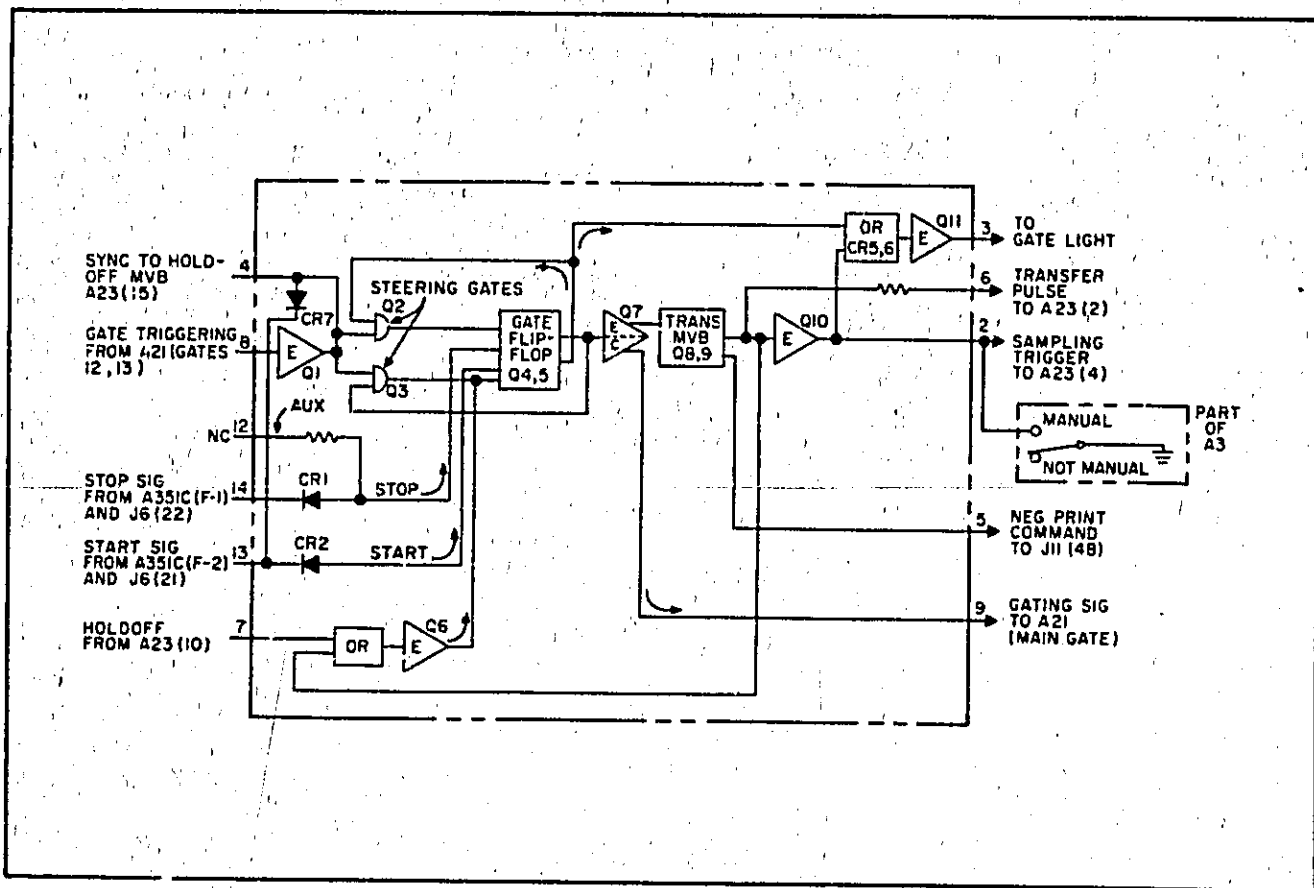 SYNC TO HOLD-
OFF MVB
A23(15)
4
CR7
GATE TRIGGERING
FROM A21(GATES
12,13)
8
E
Q1
STEERING GATES
Q2
Q3
GATE
FLIP-
FLOP
Q4,5
AUX
NC
12
STOP SIG
FROM A35IC(F-1)
AND J6(22)
14
CR1
STOP
START SIG
FROM A35IC(F-2)
AND J6(21)
13
CR2
START
HOLDOFF
FROM A23(10)
7
OR
Q6
E
Q7
E
C
TRANS
MVB
Q8,9
Q10
E
OR
CR5,6
Q11
E
3
TO
GATE LIGHT
6
TRANSFER
PULSE
TO A23(2)
2
SAMPLING
TRIGGER
TO A23(4)
MANUAL
NOT MANUAL
PART
OF
A3
5
NEG PRINT
COMMAND
TO J11(48)
9
GATING SIG
TO A21
(MAIN GATE)